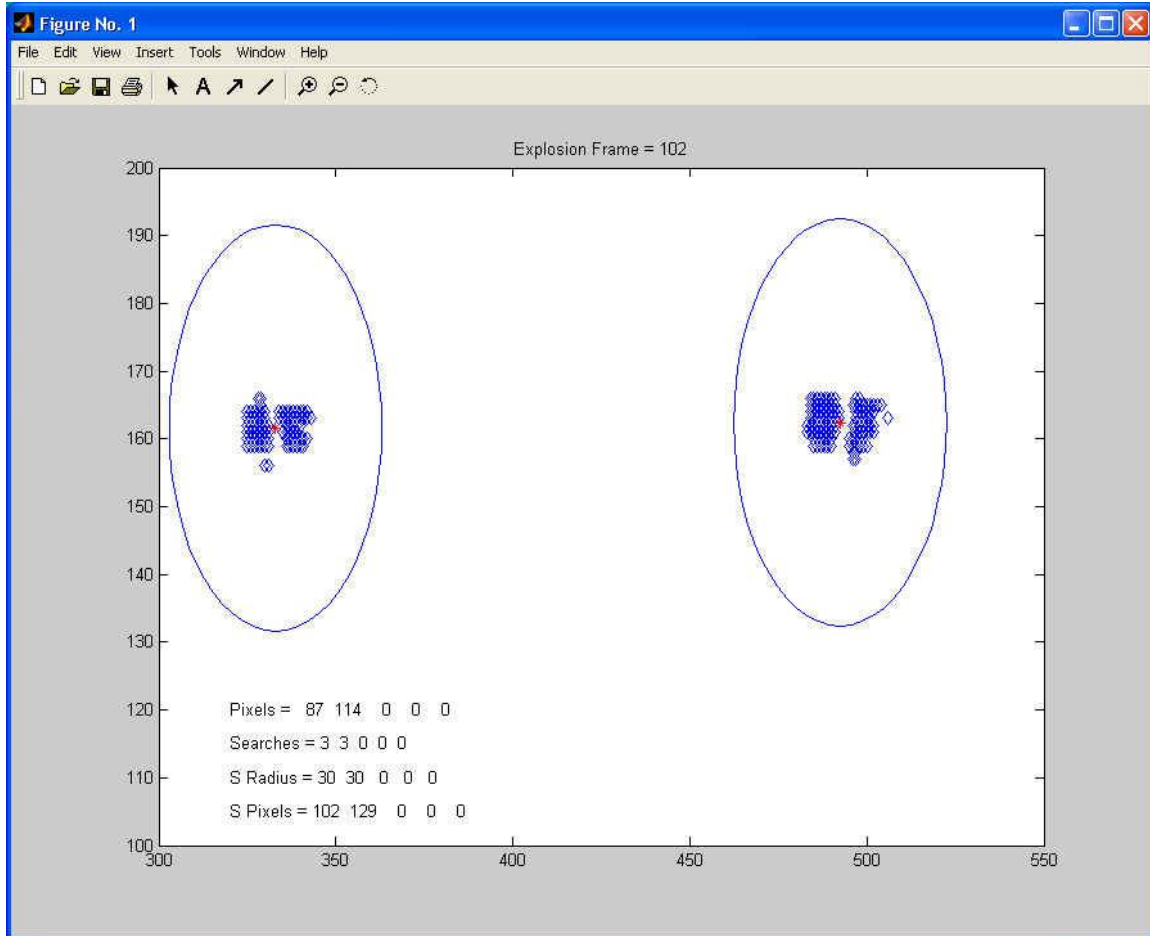 Figure No. 1
File Edit View Insert Tools Window Help
A
Explosion Frame = 102
200
190
180
170
160
150
140
130
120
110
100
Pixels = 87 114 0 0 0
Searches = 3 3 0 0 0
S Radius = 30 30 0 0 0
S Pixels = 102 129 0 0 0
300 350 400 450 500 550